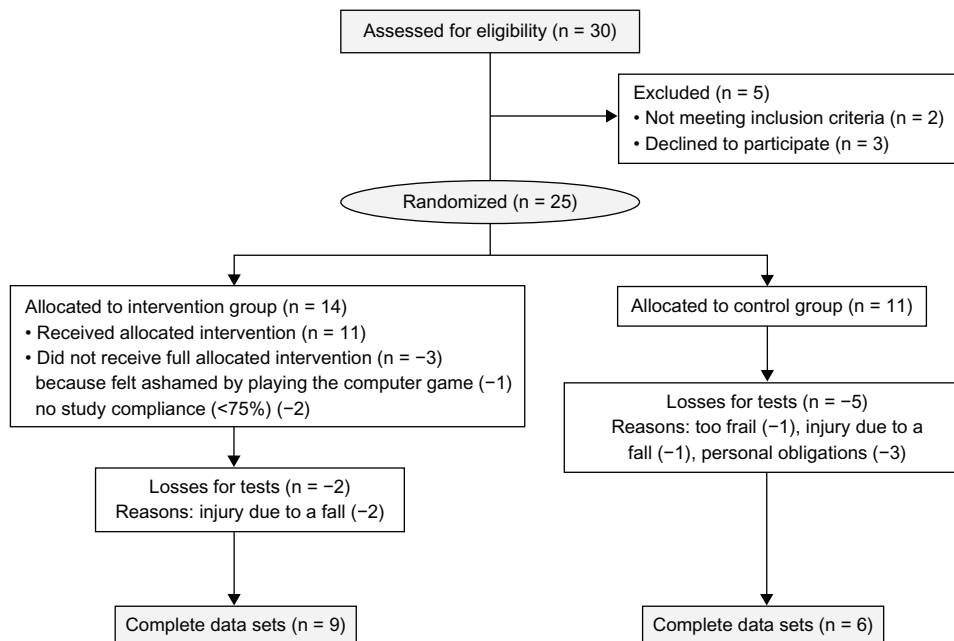 Assessed for eligibility (n = 30)
Excluded (n = 5)
• Not meeting inclusion criteria (n = 2)
• Declined to participate (n = 3)
Randomized (n = 25)
Allocated to intervention group (n = 14)
• Received allocated intervention (n = 11)
• Did not receive full allocated intervention (n = −3)
because felt ashamed by playing the computer game (−1)
no study compliance (<75%) (−2)
Allocated to control group (n = 11)
Losses for tests (n = −5)
Reasons: too frail (−1), injury due to a
fall (−1), personal obligations (−3)
Losses for tests (n = −2)
Reasons: injury due to a fall (−2)
Complete data sets (n = 9)
Complete data sets (n = 6)